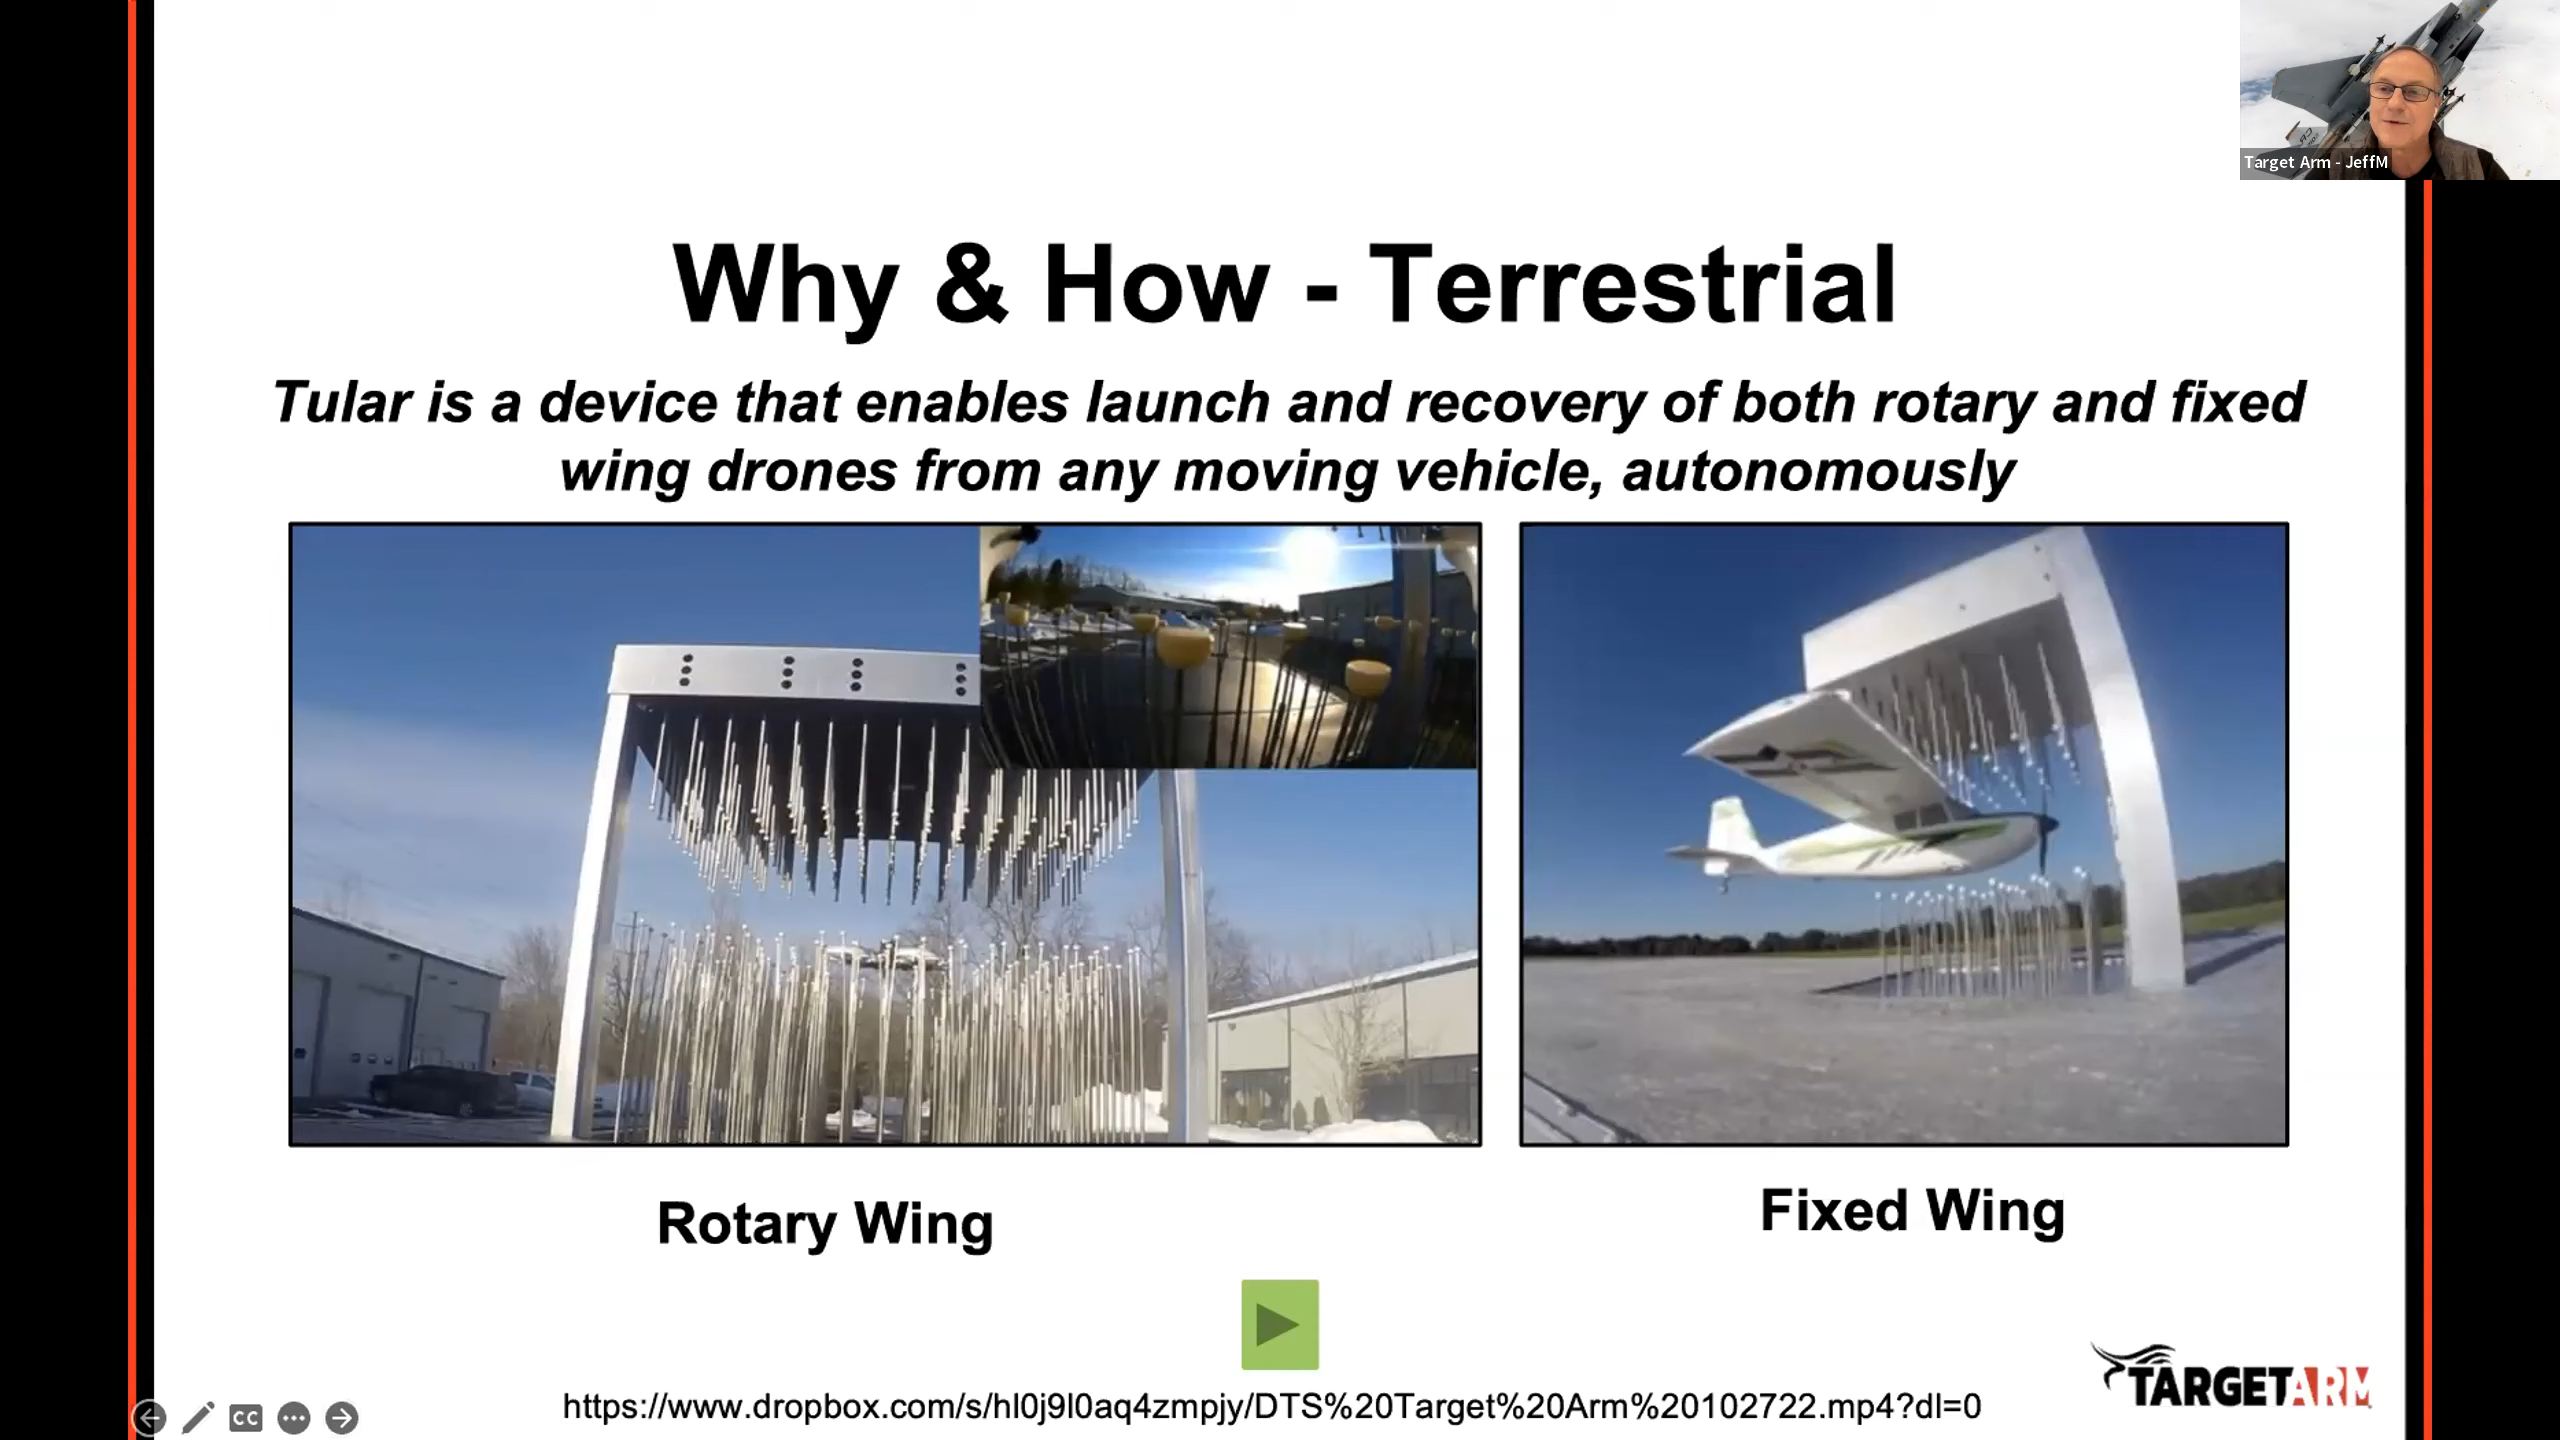 Target Arm - JeffM
Why & How - Terrestrial
Tular is a device that enables launch and recovery of both rotary and fixed
wing drones from any moving vehicle, autonomously
Rotary Wing
Fixed Wing
TARGETARM
CC
https://www.dropbox.com/s/hl0j9l0aq4zmpjy/DTS%20Target%20Arm%20102722.mp4?dl=0